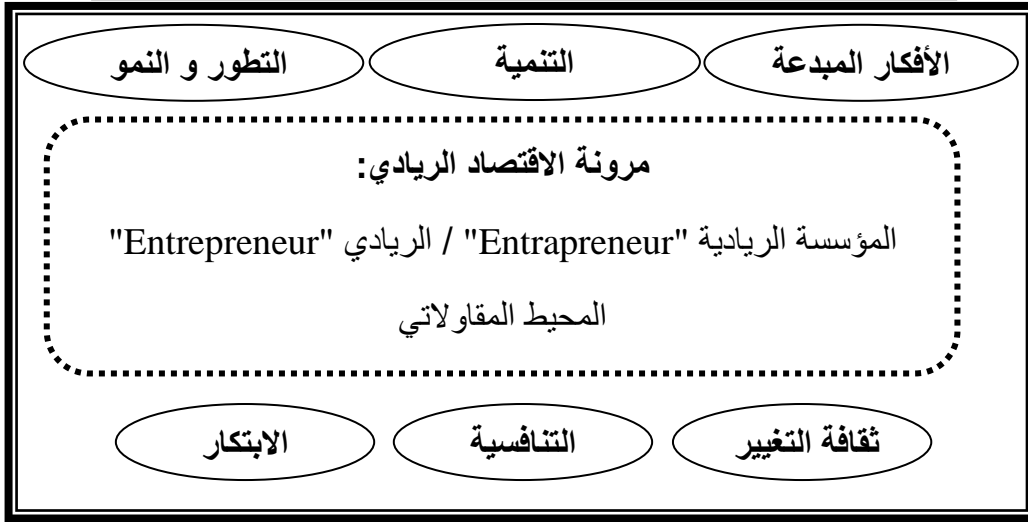 الأفكار المبدعة
التنمية
التطور و النمو
مرونة الاقتصاد الريادي:
المؤسسة الريادية "Entrapreneur" / الريادي "Entrepreneur"
المحيط المقاولاتي
ثقافة التغيير
التنافسية
الابتكار